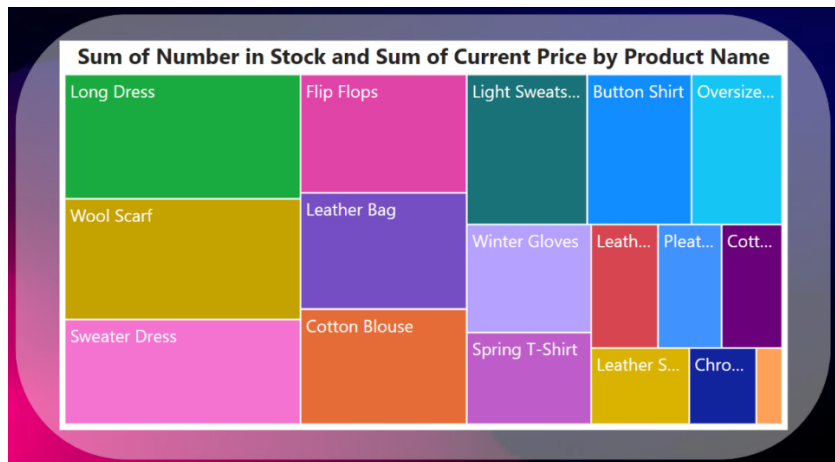 Sum of Number in Stock and Sum of Current Price by Product Name
Long Dress
Flip Flops
Light Sweats...
Button Shirt
Oversize...
Wool Scarf
Leather Bag
Winter Gloves
Leath...
Pleat...
Cott...
Sweater Dress
Cotton Blouse
Spring T-Shirt
Leather S...
Chro...